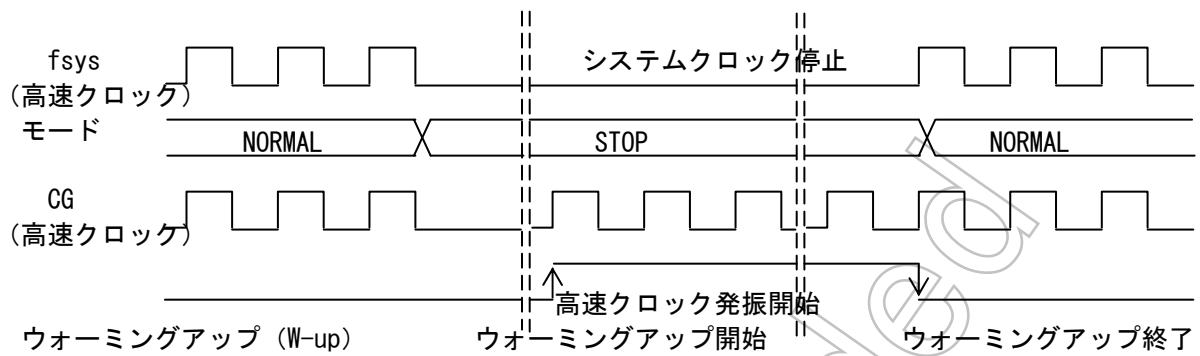 fsys
(高速クロック)
システムクロック停止
モード
NORMAL
STOP
NORMAL
CG
(高速クロック)
高速クロック発振開始
ウォーミングアップ (W-up)
ウォーミングアップ開始
ウォーミングアップ終了